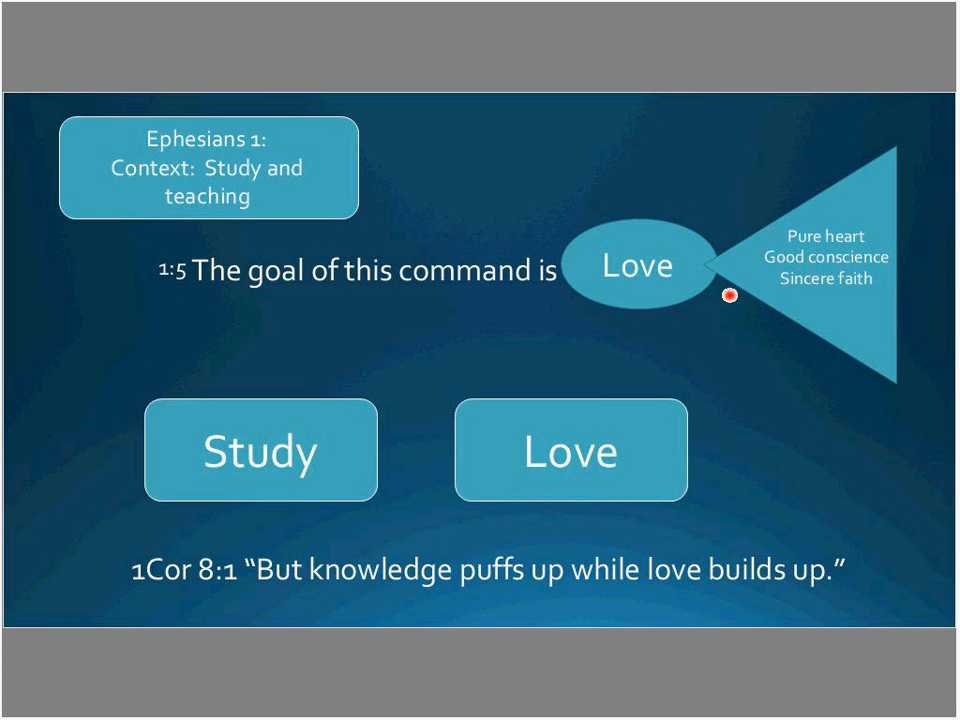 Ephesians 1:
Context: Study and
teaching
1:5 The goal of this command is
Love
Pure heart
Good conscience
Sincere faith
Study
Love
1Cor 8:1 “But knowledge puffs up while love builds up.”